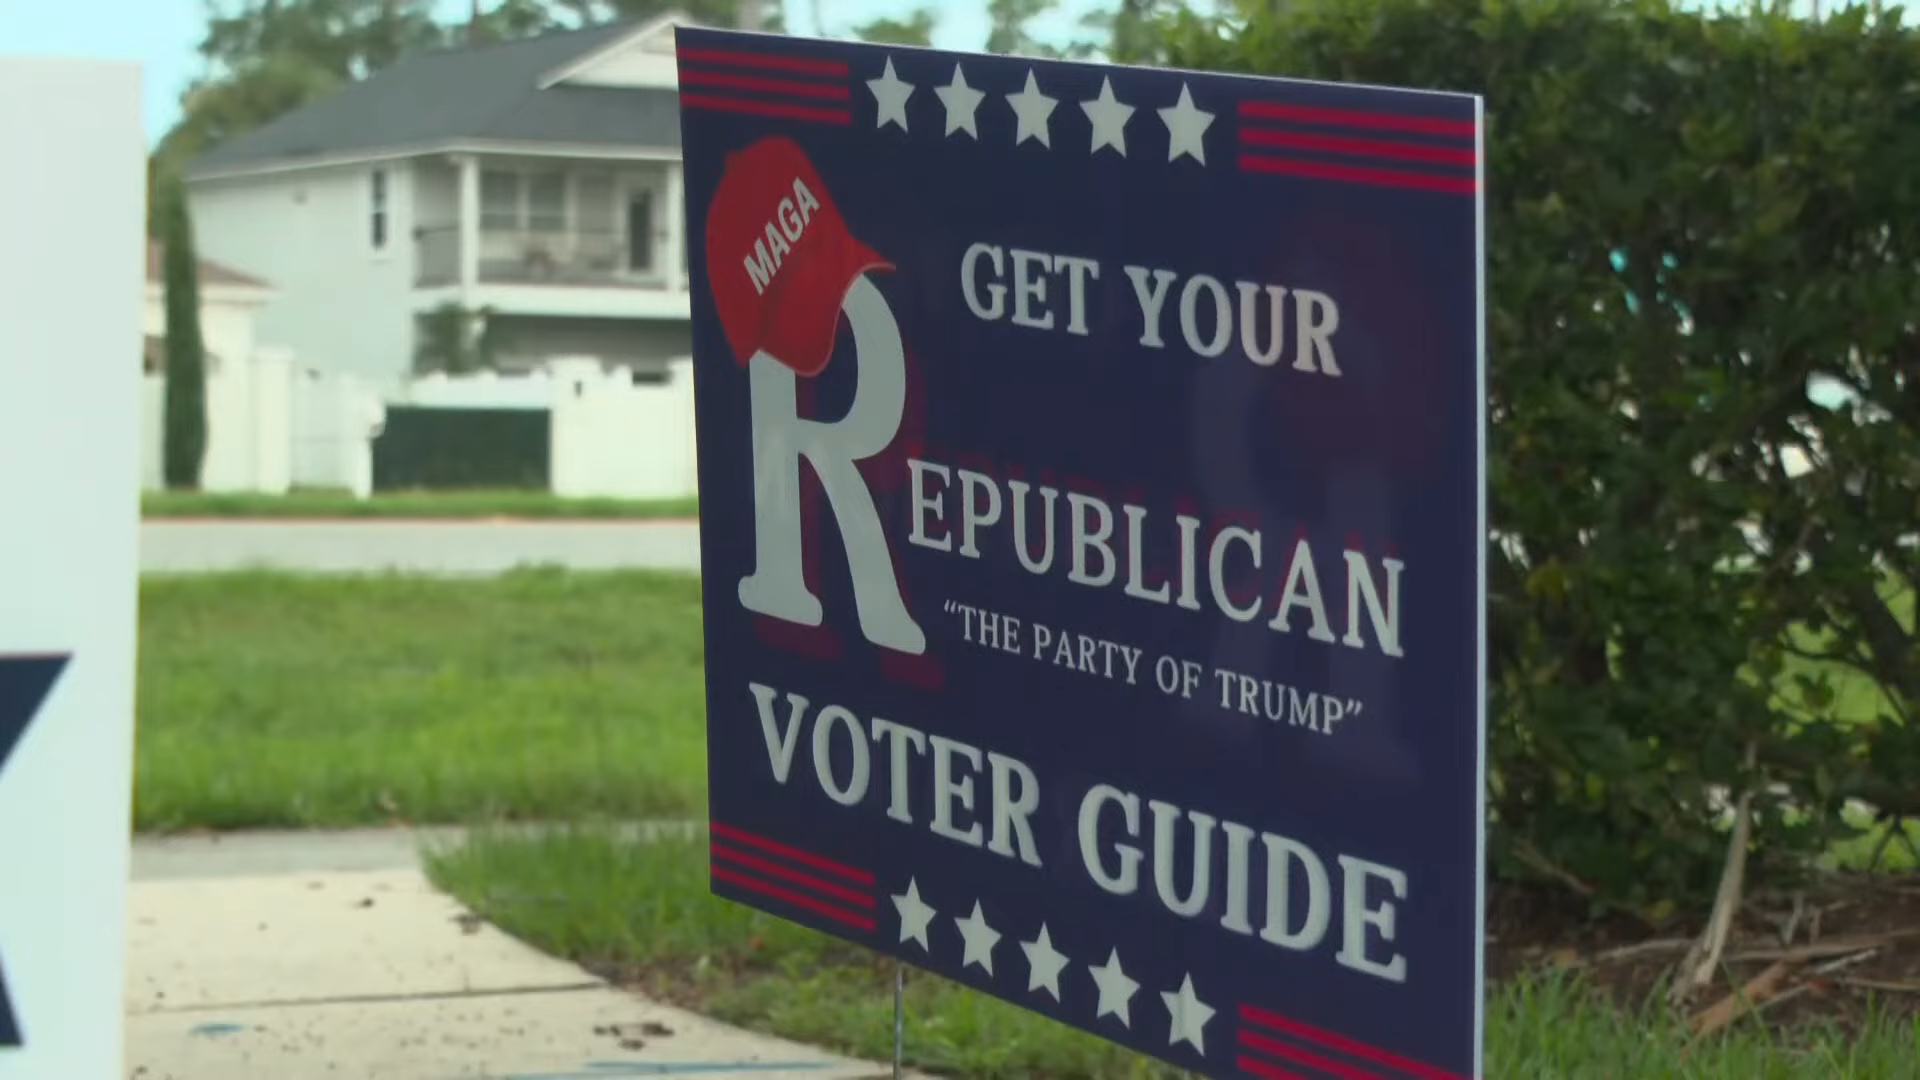 MAGA
GET YOUR
REPUBLICAN
“THE PARTY OF TRUMP”
VOTER GUIDE